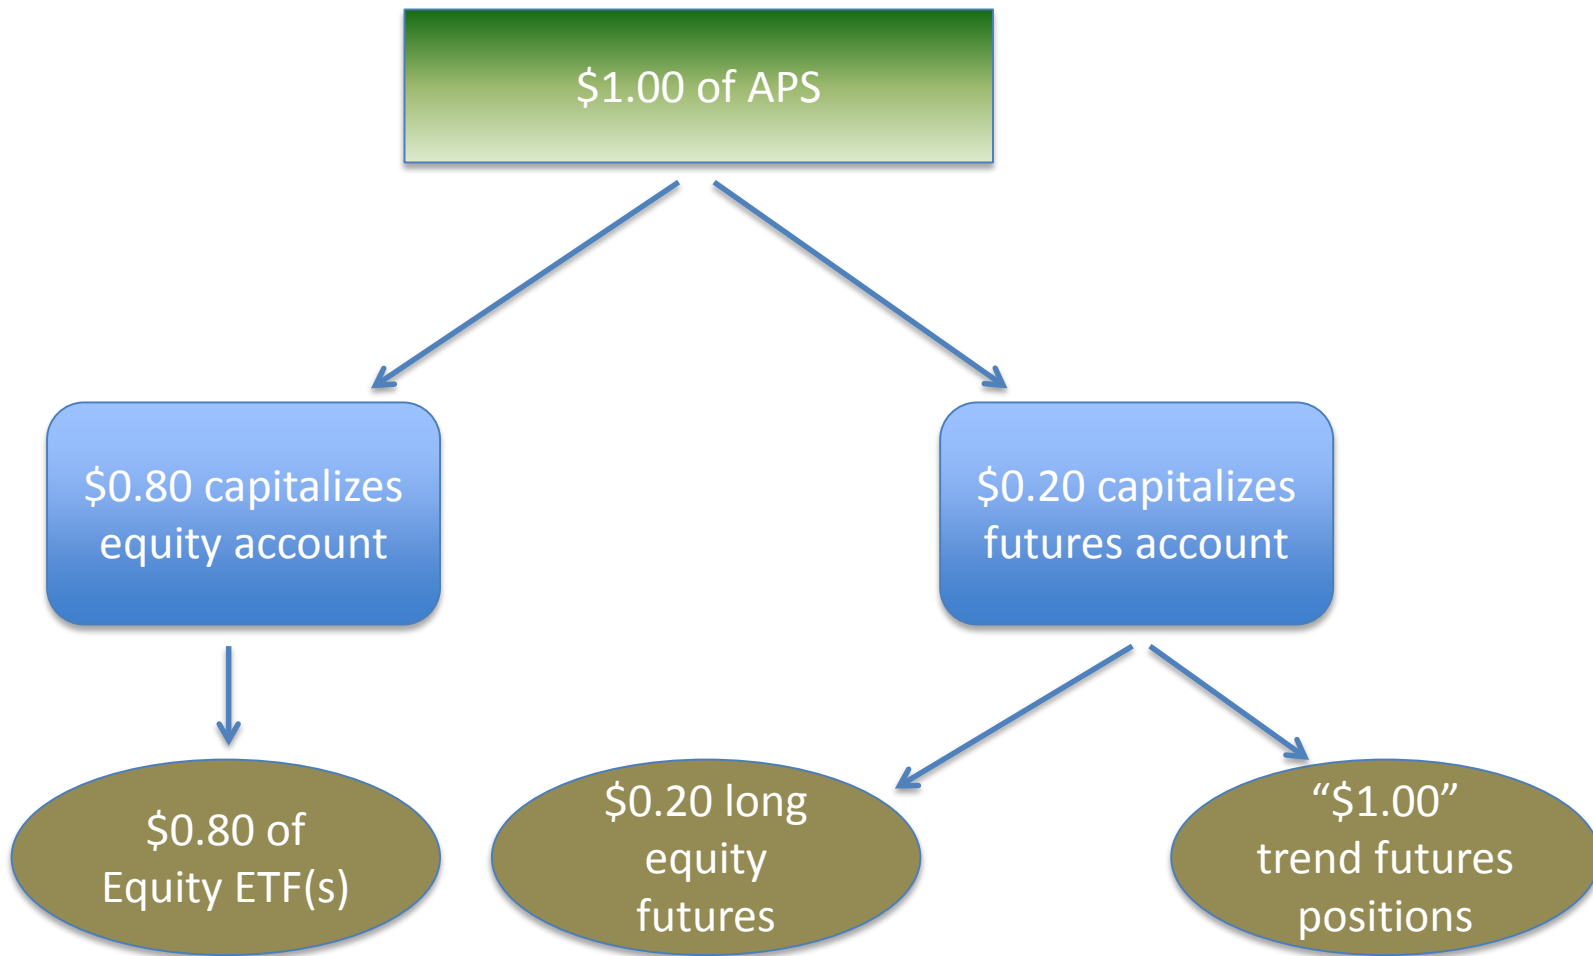 $1.00 of APS
$0.80 capitalizes
equity account
$0.20 capitalizes
futures account
$0.80 of
Equity ETF(s)
$0.20 long
equity
futures
“$1.00”
trend futures
positions